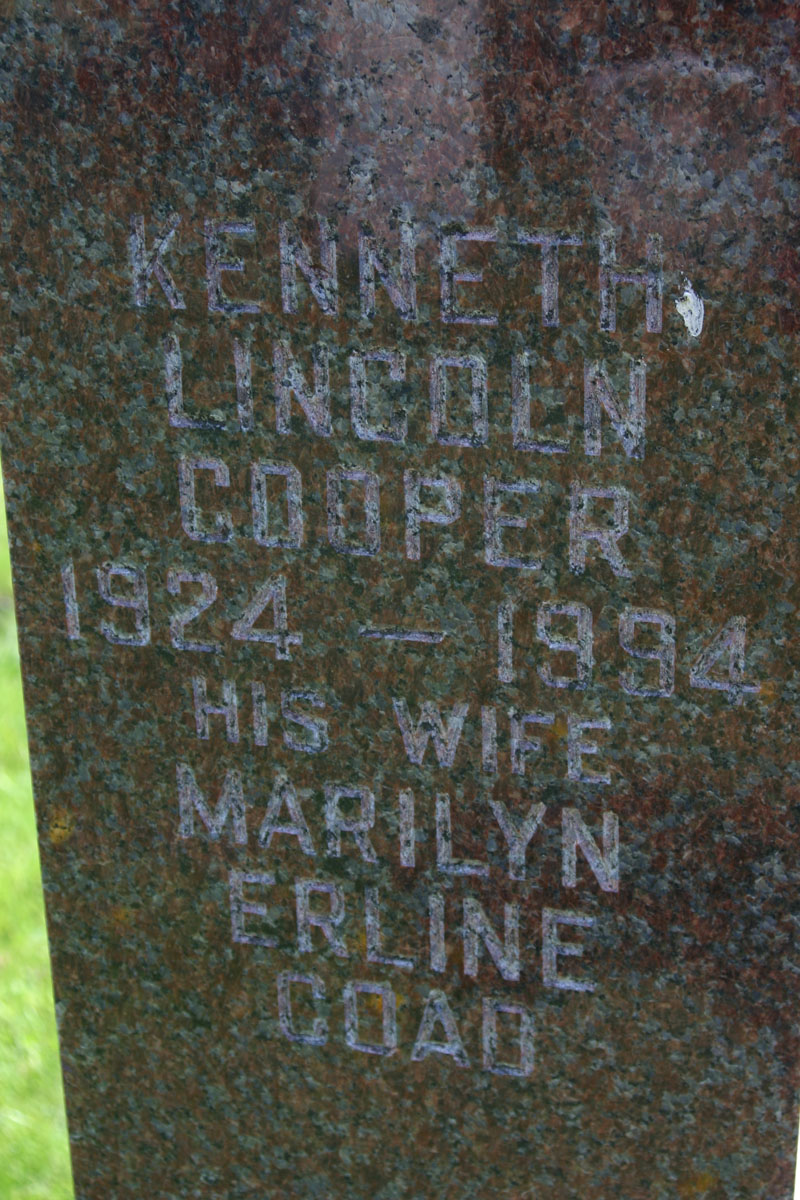 KENNETH
LINCOLN
COOPER
1924 — 1994
HIS WIFE
MARILYN
ERLINE
COAD